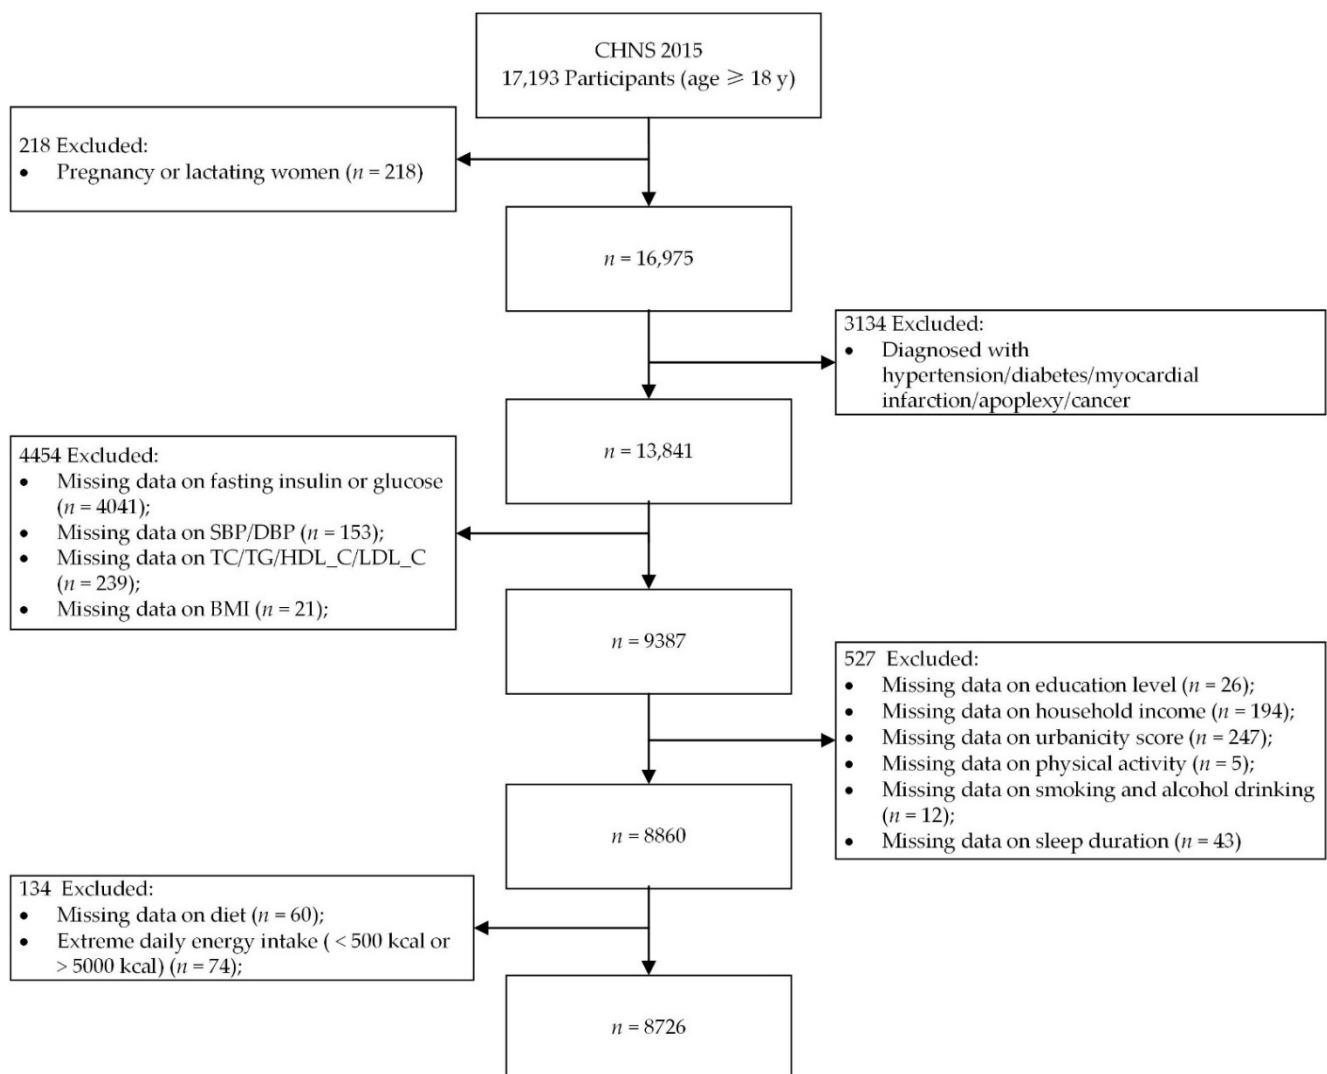 CHNS 2015
17,193 Participants (age ⩾ 18 y)
218 Excluded:
• Pregnancy or lactating women (n = 218)
n = 16,975
3134 Excluded:
• Diagnosed with
hypertension/diabetes/myocardial
infarction/apoplexy/cancer
n = 13,841
4454 Excluded:
• Missing data on fasting insulin or glucose
(n = 4041);
• Missing data on SBP/DBP (n = 153);
• Missing data on TC/TG/HDL_C/LDL_C
(n = 239);
• Missing data on BMI (n = 21);
n = 9387
527 Excluded:
• Missing data on education level (n = 26);
• Missing data on household income (n = 194);
• Missing data on urbanicity score (n = 247);
• Missing data on physical activity (n = 5);
• Missing data on smoking and alcohol drinking
(n = 12);
• Missing data on sleep duration (n = 43)
n = 8860
134 Excluded:
• Missing data on diet (n = 60);
• Extreme daily energy intake ( < 500 kcal or
> 5000 kcal) (n = 74);
n = 8726